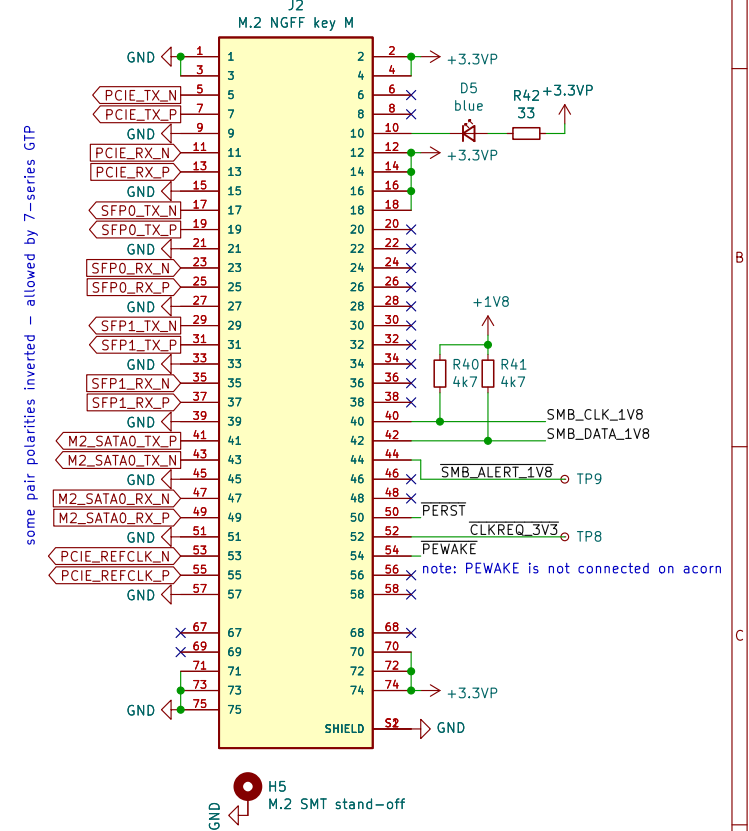 J2
M.2 NGFF key M
GND 1 1 2 2 +3.3VP
3 3 4 4
PCIE_TX_N 5 5 6 6
D5
blue
PCIE_TX_P 7 7 8 8
R42
33
+3.3VP
GND 9 9 10 10
PCIE_RX_N 11 11 12 12 +3.3VP
PCIE_RX_P 13 13 14 14
GND 15 15 16 16
SFP0_TX_N 17 17 18 18
SFP0_TX_P 19 19 20 20
GND 21 21 22 22
SFP0_RX_N 23 23 24 24
SFP0_RX_P 25 25 26 26
GND 27 27 28 28
+1V8
SFP1_TX_N 29 29 30 30
SFP1_TX_P 31 31 32 32
GND 33 33 34 34
R40
4k7
R41
4k7
SFP1_RX_N 35 35 36 36
SFP1_RX_P 37 37 38 38
GND 39 39 40 40 SMB_CLK_1V8
M2_SATA0_TX_P 41 41 42 42 SMB_DATA_1V8
M2_SATA0_TX_N 43 43 44 44
GND 45 45 46 46 SMB_ALERT_1V8 TP9
M2_SATA0_RX_N 47 47 48 48
M2_SATA0_RX_P 49 49 50 50 PERST
GND 51 51 52 52 CLKREQ_3V3 TP8
PCIE_REFCLK_N 53 53 54 54 PEWAKE
PCIE_REFCLK_P 55 55 56 56
note: PEWAKE is not connected on acorn
GND 57 57 58 58
67 67 68 68
69 69 70 70
71 71 72 72
73 73 74 74 +3.3VP
GND 75 75
SHIELD GND
H5
M.2 SMT stand-off
GND
some pair polarities inverted - allowed by 7-series GTP
B
C